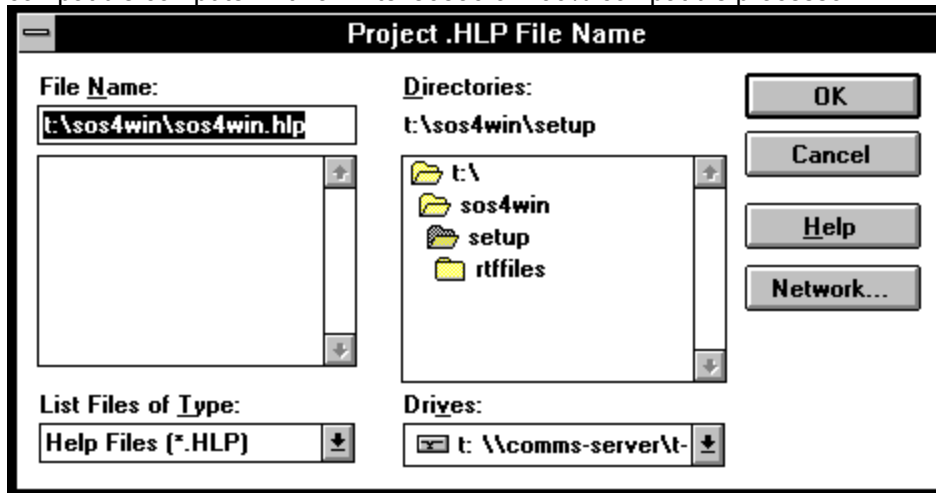 Project .HLP File Name
File Name:
t:\sos4win\sos4win.hlp
Directories:
t:\sos4win\setup
t:\
sos4win
setup
rtffiles
OK
Cancel
Help
Network...
List Files of Type:
Help Files (*.HLP)
Drives:
t: \\comms-server\t-